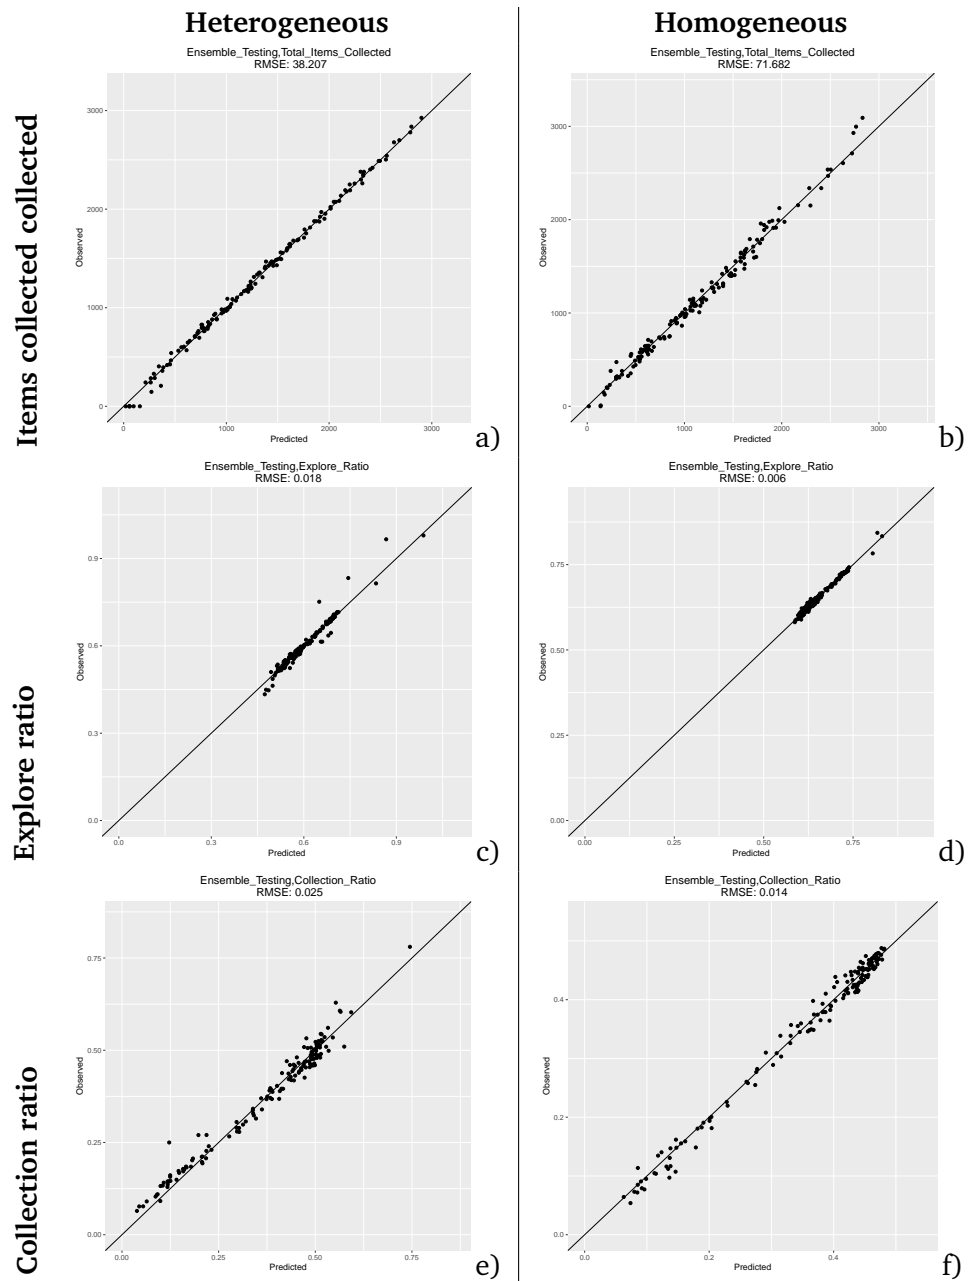 Heterogeneous
Homogeneous
Items collected collected
Ensemble_Testing,Total_Items_Collected
RMSE: 38.207
3000
2000
1000
0
Observed
0 1000 2000 3000
Predicted
a)
Ensemble_Testing,Total_Items_Collected
RMSE: 71.682
3000
2000
1000
0
Observed
0 1000 2000 3000
Predicted
b)
Explore ratio
Ensemble_Testing,Explore_Ratio
RMSE: 0.018
0.9
0.6
0.3
0.0
Observed
0.0 0.3 0.6 0.9
Predicted
c)
Ensemble_Testing,Explore_Ratio
RMSE: 0.006
0.75
0.50
0.25
0.00
Observed
0.00 0.25 0.50 0.75
Predicted
d)
Collection ratio
Ensemble_Testing,Collection_Ratio
RMSE: 0.025
0.75
0.50
0.25
0.00
Observed
0.00 0.25 0.50 0.75
Predicted
e)
Ensemble_Testing,Collection_Ratio
RMSE: 0.014
0.4
0.2
0.0
Observed
0.0 0.2 0.4
Predicted
f)